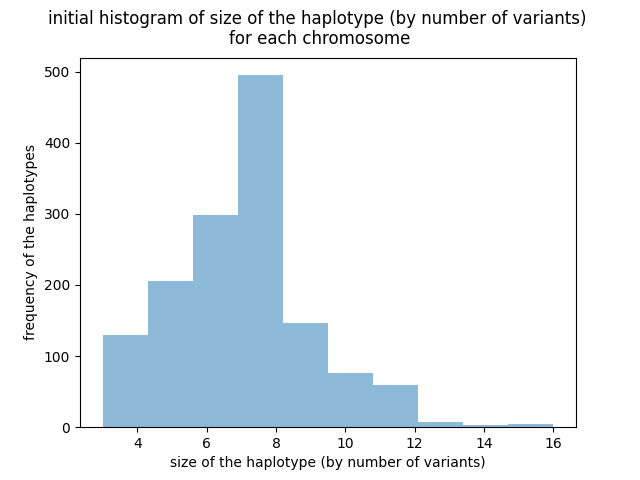 initial histogram of size of the haplotype (by number of variants)
for each chromosome
500
400
300
200
100
0
frequency of the haplotypes
4 6 8 10 12 14 16
size of the haplotype (by number of variants)